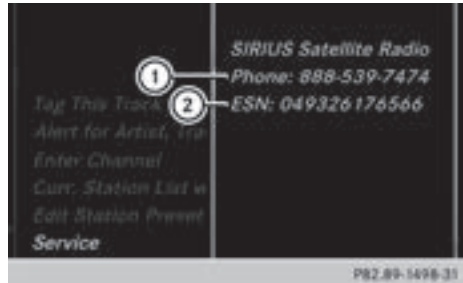 SIRIUS Satellite Radio
1
Phone: 888-539-7474
2
ESN: 049326176566
Tag This Track
Alert for Artist, Tra
Enter Channel
Curr. Station List w
Edit Station Preset
Service
P82.89-1498-31